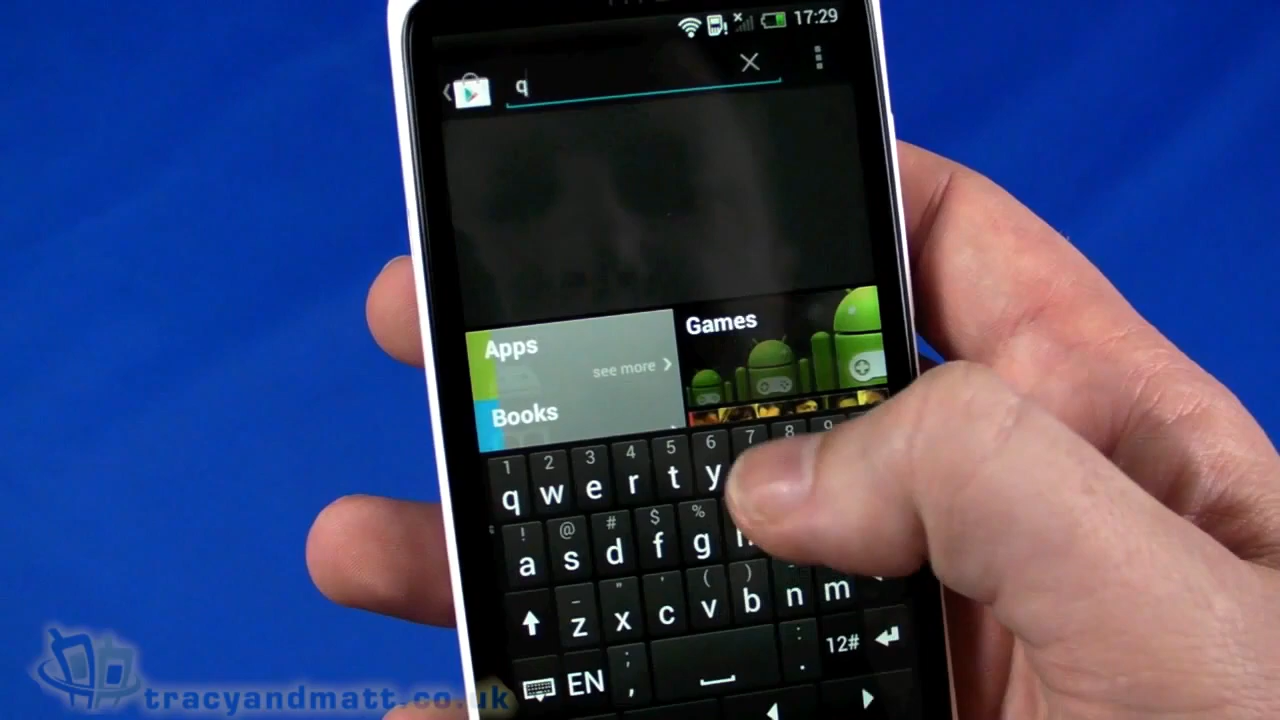 17:29
q
Apps
Games
see more
Books
1 2 3 4 5 6 7 8 9
q w e r t y
! @ # $ %
a s d f g
_ " ' ( )
z x c v b n m
: ;
EN , . 12#
tracyandmatt.co.uk